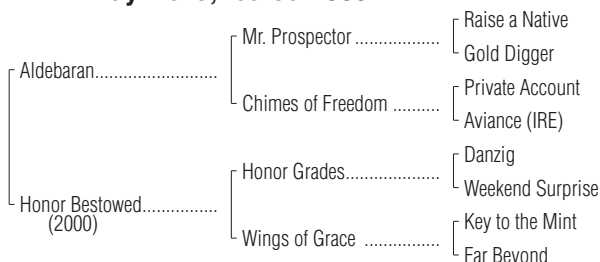 Raise a Native
Mr. Prospector ..................
Gold Digger
Aldebaran..........................
Private Account
Chimes of Freedom ..........
Aviance (IRE)
Danzig
Honor Grades....................
Weekend Surprise
Honor Bestowed................
(2000)
Key to the Mint
Wings of Grace ................
Far Beyond